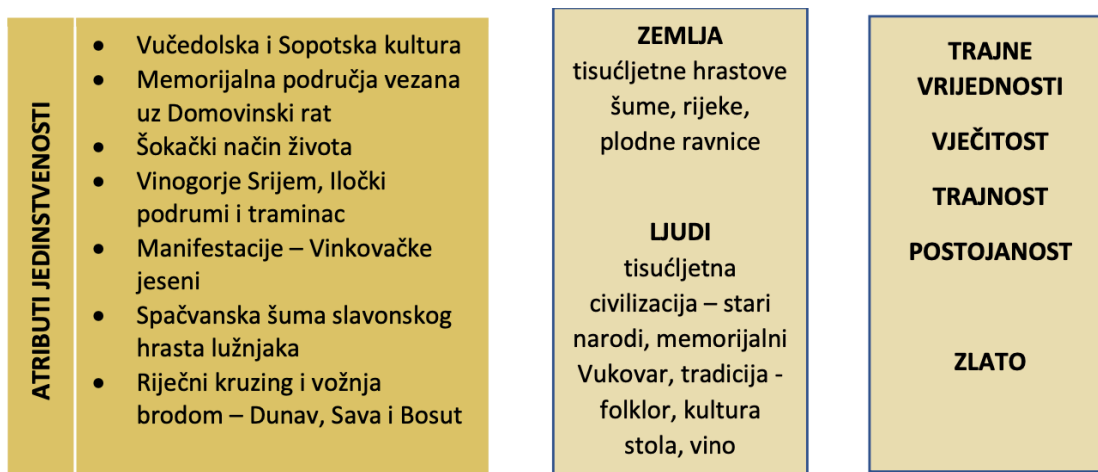 ATRIBUTI JEDINSTVENOSTI
• Vučedolska i Sopotska kultura
• Memorijalna područja vezana
uz Domovinski rat
• Šokački način života
• Vinogorje Srijem, Iločki
podrumi i traminac
• Manifestacije – Vinkovačke
jeseni
• Spačvanska šuma slavonskog
hrasta lužnjaka
• Riječni kruzing i vožnja
brodom – Dunav, Sava i Bosut
ZEMLJA
tisućljetne hrastove
šume, rijeke,
plodne ravnice
LJUDI
tisućljetna
civilizacija – stari
narodi, memorijalni
Vukovar, tradicija -
folklor, kultura
stola, vino
TRAJNE
VRIJEDNOSTI
VJEČITOST
TRAJNOST
POSTOJANOST
ZLATO